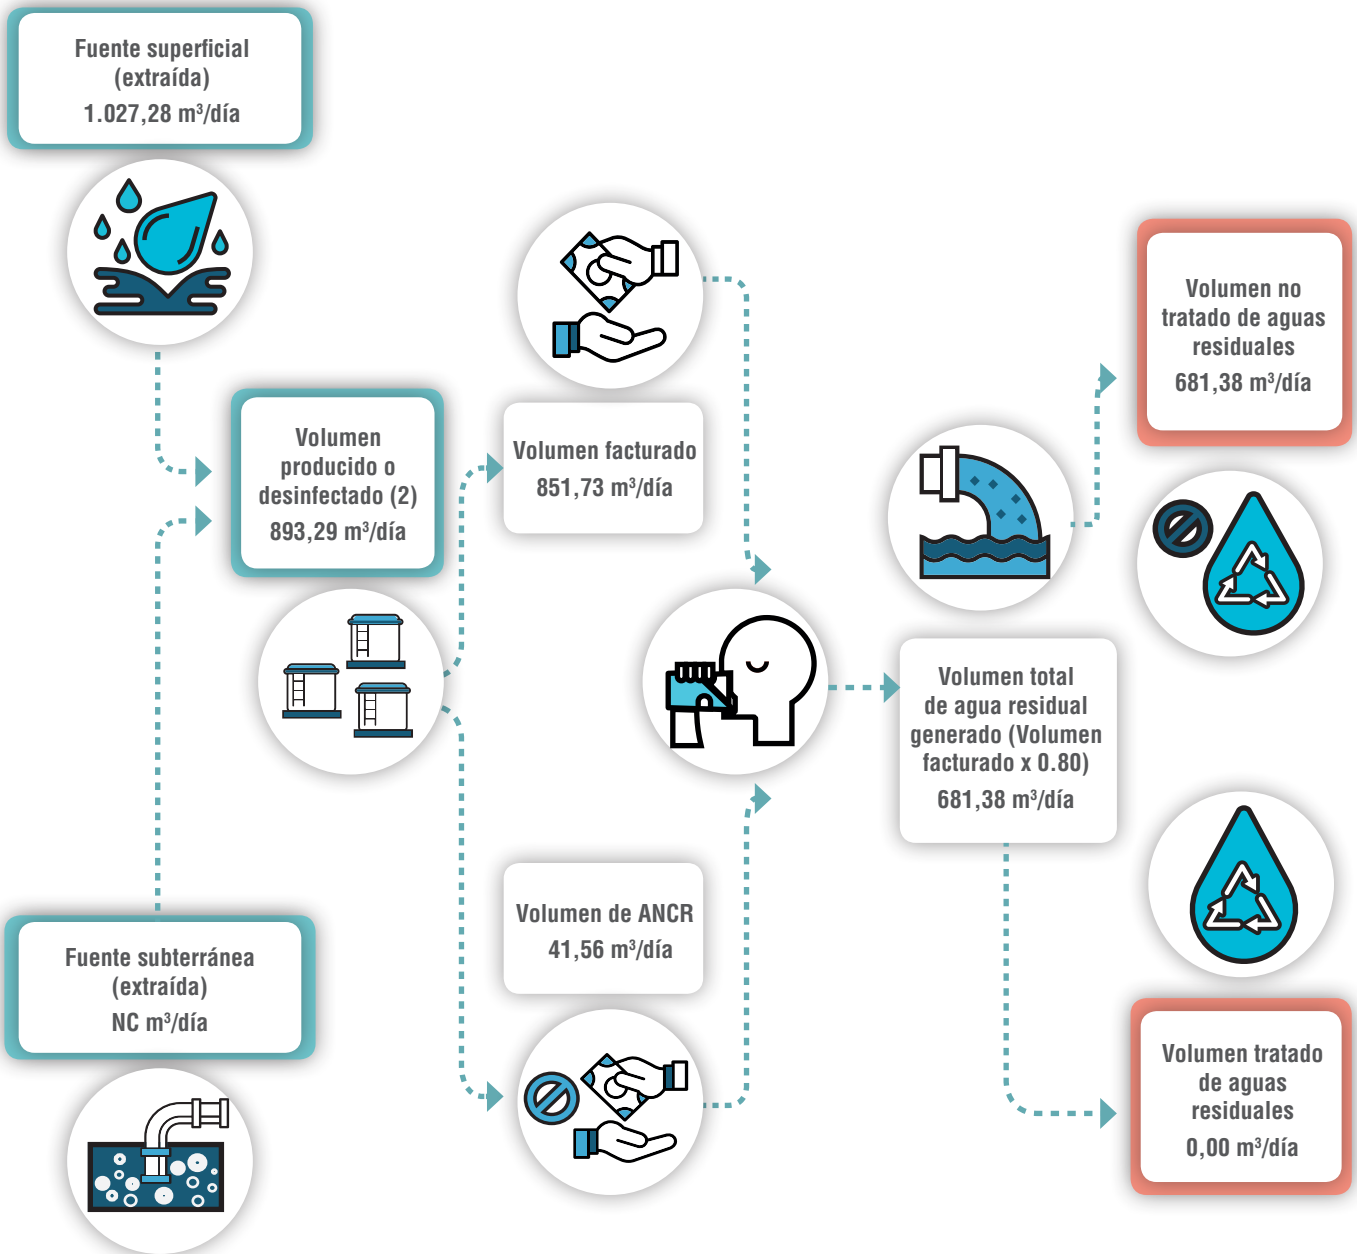 Fuente superficial
(extraída)
1.027,28 m³/día
Volumen
producido o
desinfectado (2)
893,29 m³/día
Fuente subterránea
(extraída)
NC m³/día
Volumen facturado
851,73 m³/día
Volumen de ANCR
41,56 m³/día
Volumen total
de agua residual
generado (Volumen
facturado x 0.80)
681,38 m³/día
Volumen no
tratado de aguas
residuales
681,38 m³/día
Volumen tratado
de aguas
residuales
0,00 m³/día